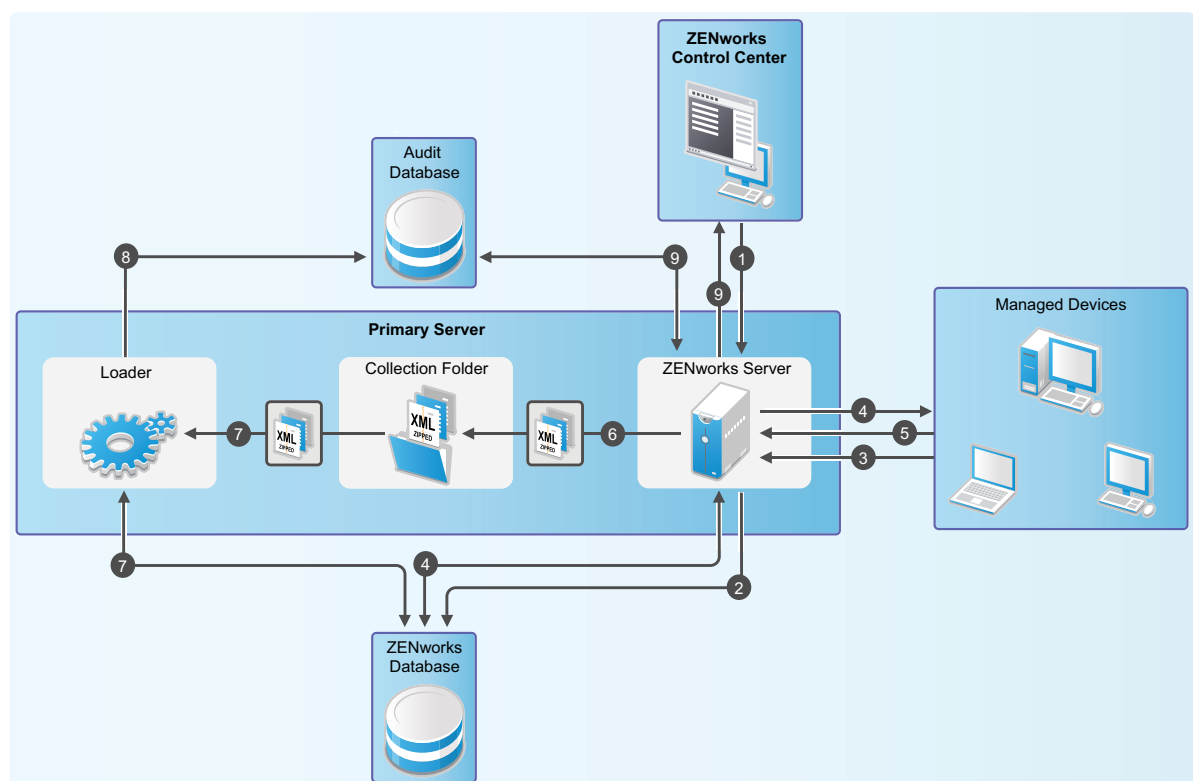 ZENworks
Control Center
Audit
Database
8
9
1
9
Managed Devices
Primary Server
Loader
Collection Folder
ZENworks Server
XML
ZIPPED
7
XML
ZIPPED
XML
ZIPPED
6
4
5
3
7
4
2
ZENworks
Database